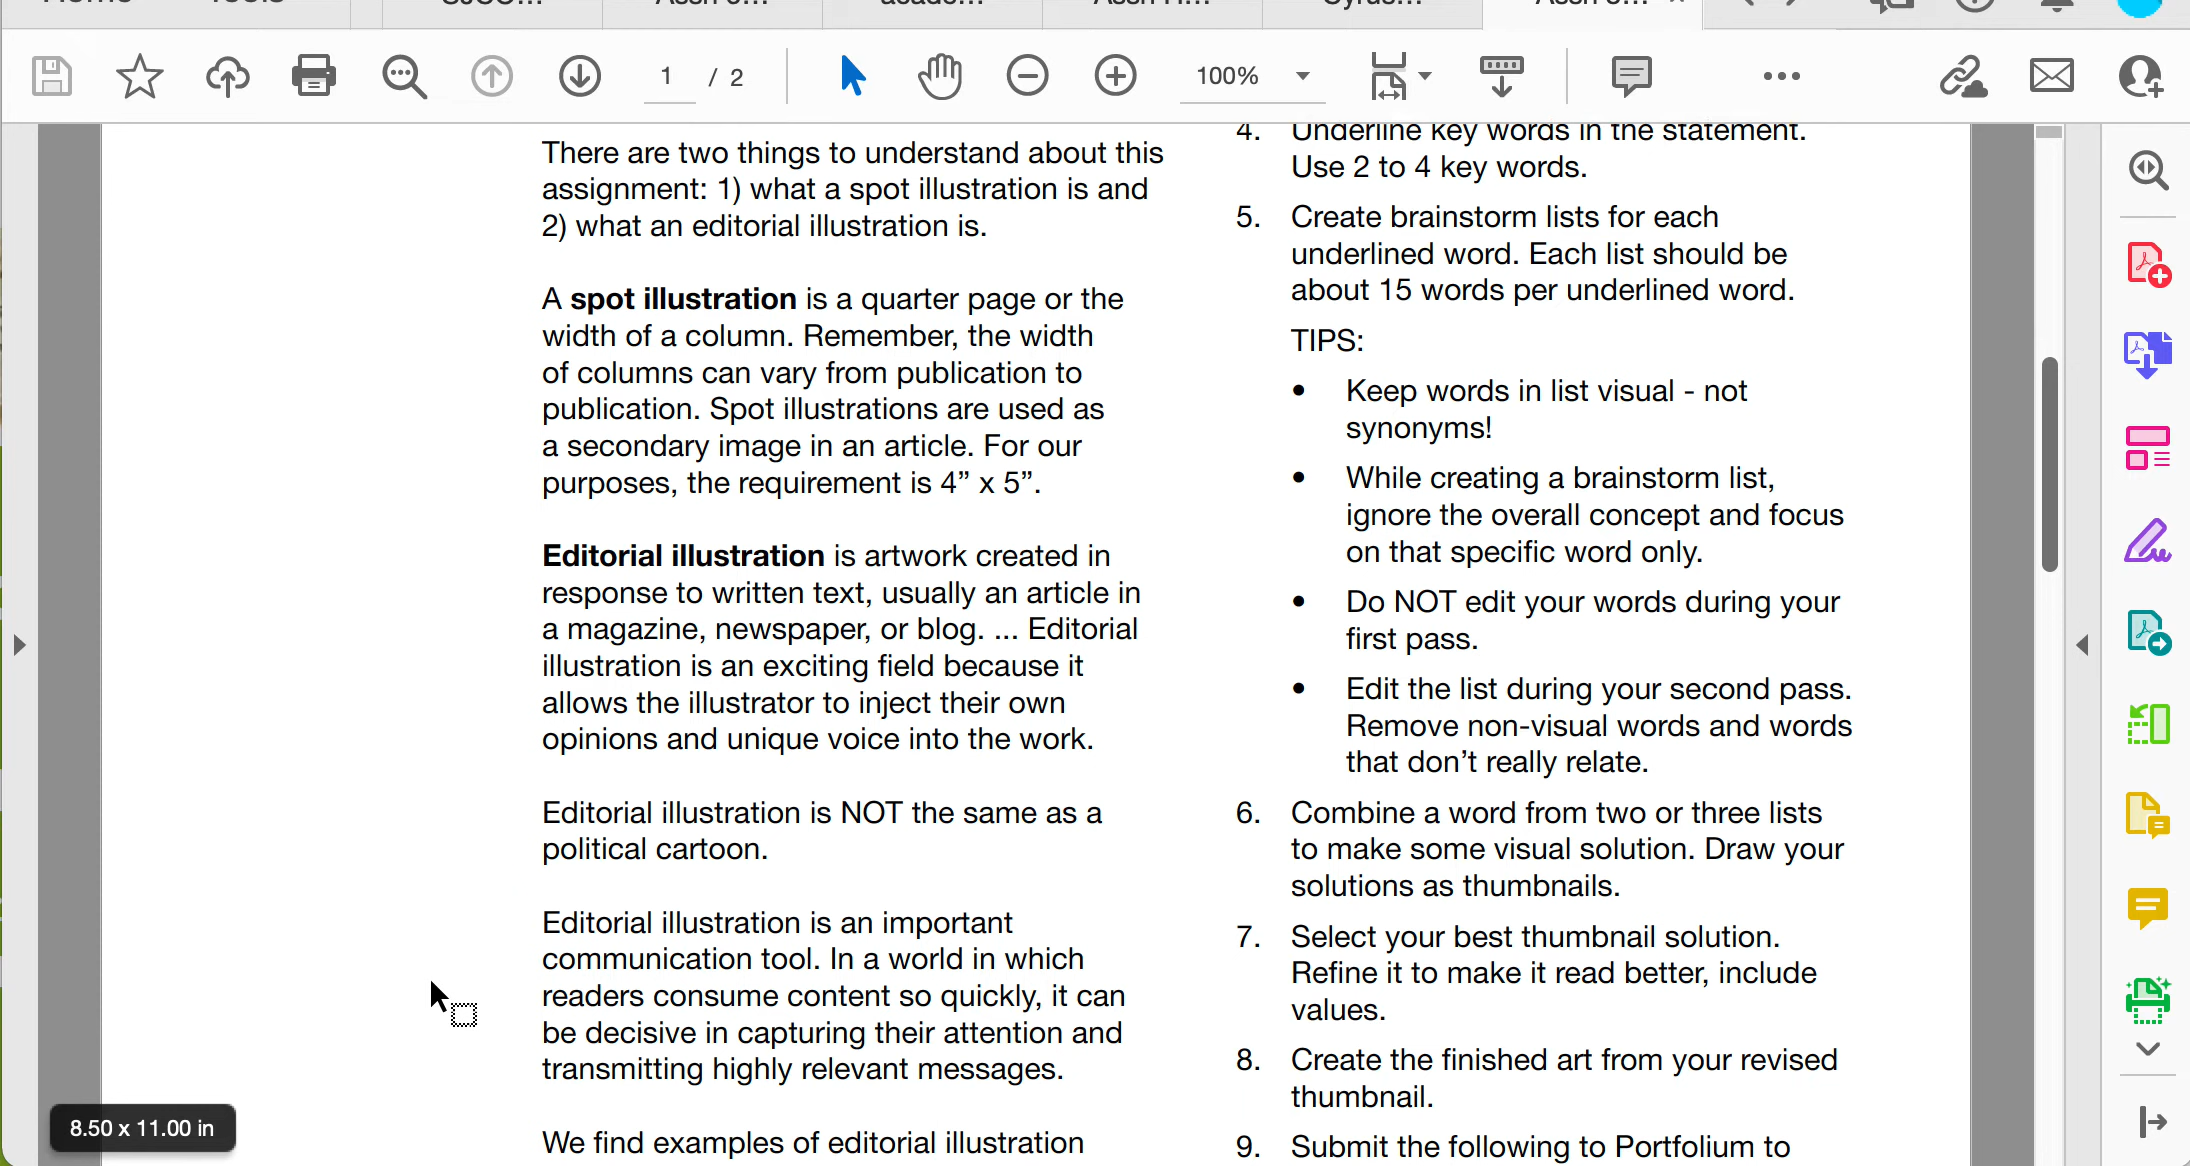 1 / 2
100%
There are two things to understand about this
assignment: 1) what a spot illustration is and
2) what an editorial illustration is.
A spot illustration is a quarter page or the
width of a column. Remember, the width
of columns can vary from publication to
publication. Spot illustrations are used as
a secondary image in an article. For our
purposes, the requirement is 4” x 5”.
Editorial illustration is artwork created in
response to written text, usually an article in
a magazine, newspaper, or blog. ... Editorial
illustration is an exciting field because it
allows the illustrator to inject their own
opinions and unique voice into the work.
Editorial illustration is NOT the same as a
political cartoon.
Editorial illustration is an important
communication tool. In a world in which
readers consume content so quickly, it can
be decisive in capturing their attention and
transmitting highly relevant messages.
We find examples of editorial illustration
4. Underline key words in the statement.
Use 2 to 4 key words.
5. Create brainstorm lists for each
underlined word. Each list should be
about 15 words per underlined word.
TIPS:
• Keep words in list visual - not
synonyms!
• While creating a brainstorm list,
ignore the overall concept and focus
on that specific word only.
• Do NOT edit your words during your
first pass.
• Edit the list during your second pass.
Remove non-visual words and words
that don’t really relate.
6. Combine a word from two or three lists
to make some visual solution. Draw your
solutions as thumbnails.
7. Select your best thumbnail solution.
Refine it to make it read better, include
values.
8. Create the finished art from your revised
thumbnail.
9. Submit the following to Portfolium to
8.50 x 11.00 in